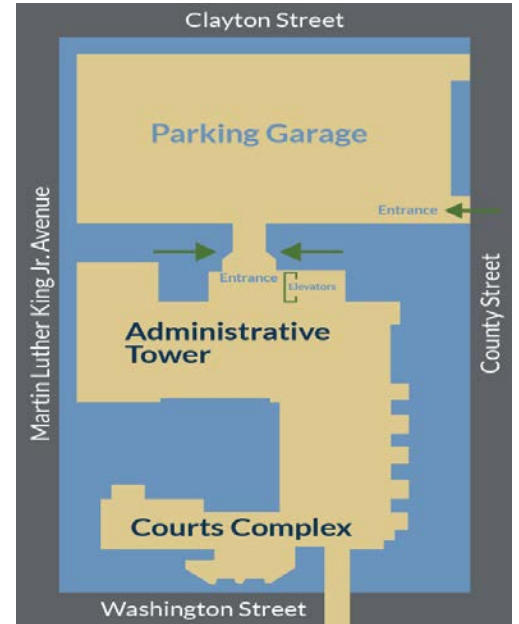 Clayton Street
Parking Garage
Entrance
Martin Luther King Jr. Avenue
County Street
Entrance
Elevators
Administrative
Tower
Courts Complex
Washington Street